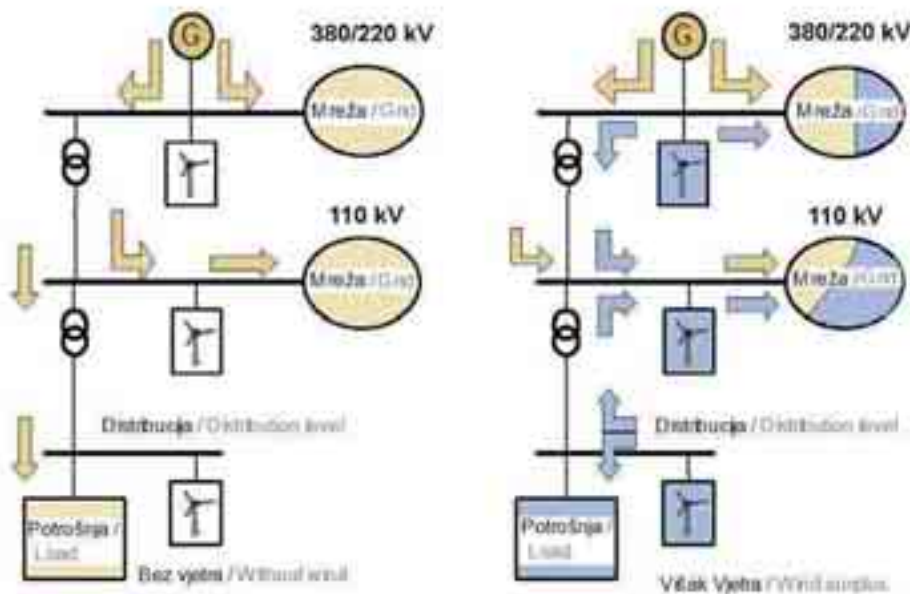 G
380/220 kV
Mreža / Grid
110 kV
Mreža / Grid
Distribucija / Distribution level
Potrošnja /
Load
Bez vjetra / Without wind
G
380/220 kV
Mreža / Grid
110 kV
Mreža / Grid
Distribucija / Distribution level
Potrošnja /
Load
Višak Vjetra / Wind surplus